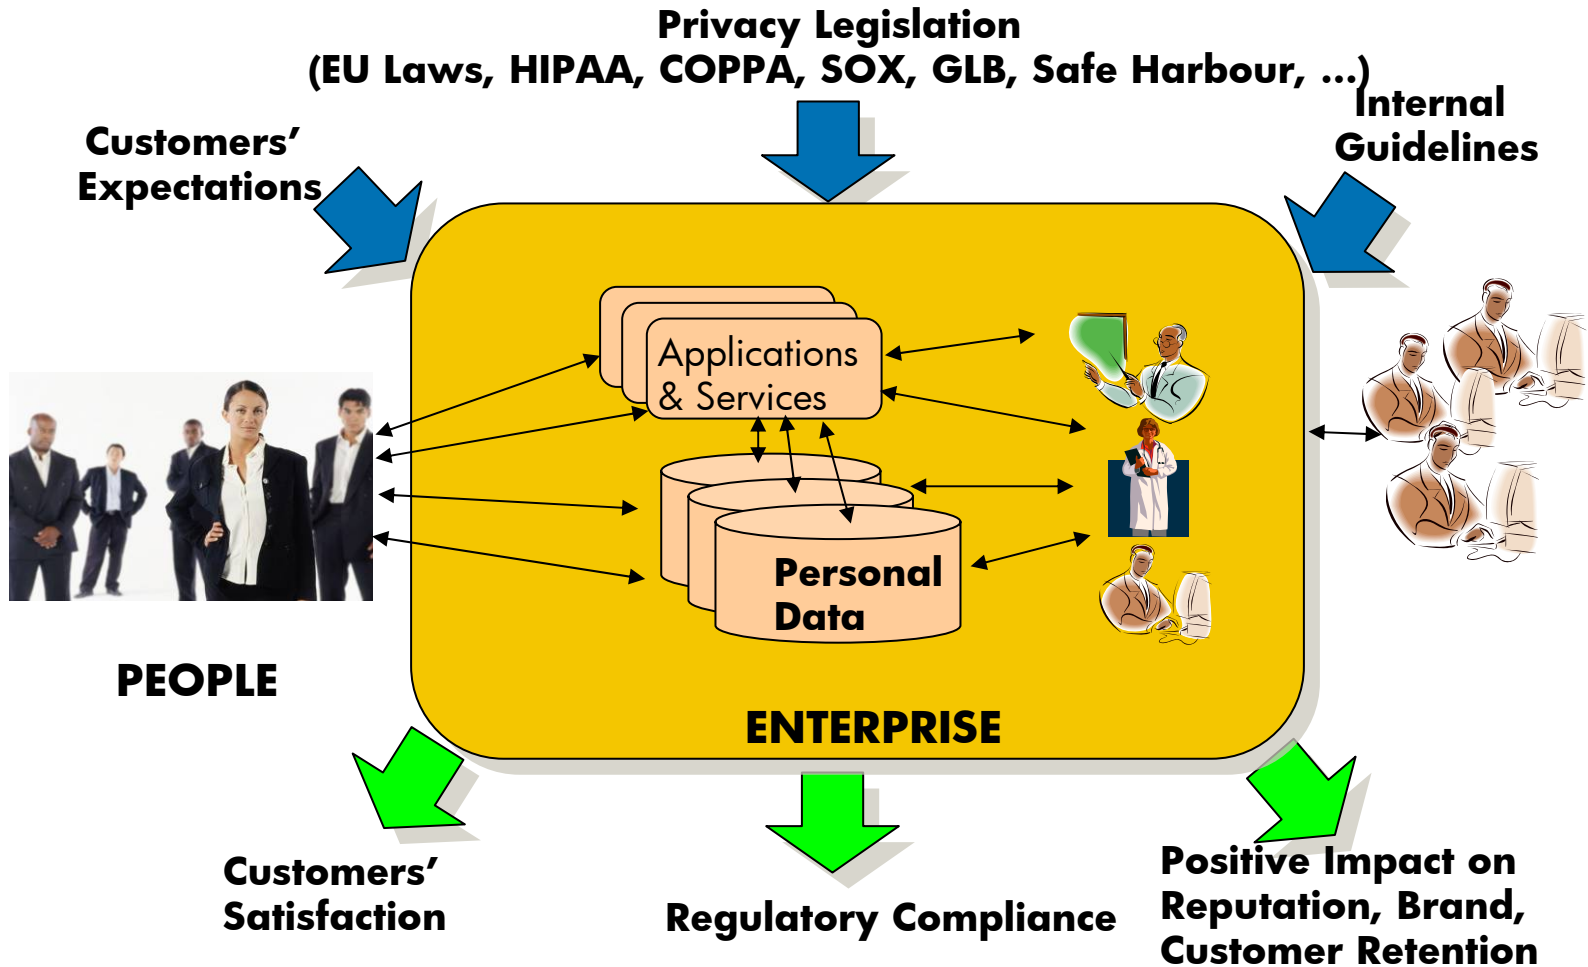 Privacy Legislation
(EU Laws, HIPAA, COPPA, SOX, GLB, Safe Harbour, ...)
Internal
Guidelines
Customers’
Expectations
Applications
& Services
Personal
Data
PEOPLE
ENTERPRISE
Customers’
Satisfaction
Regulatory Compliance
Positive Impact on
Reputation, Brand,
Customer Retention